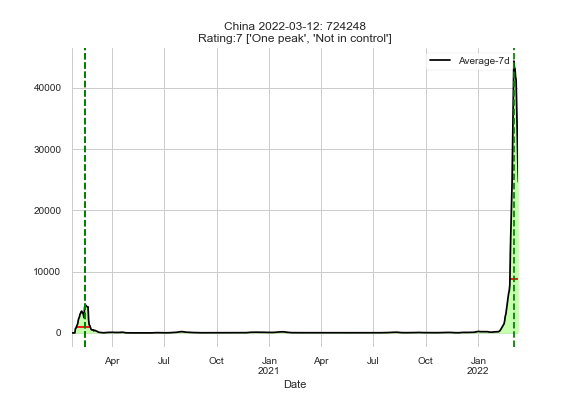 China 2022-03-12: 724248
Rating:7 ['One peak', 'Not in control']
Average-7d
40000
30000
20000
10000
0
Apr Jul Oct Jan Apr Jul Oct Jan
2021 2022
Date